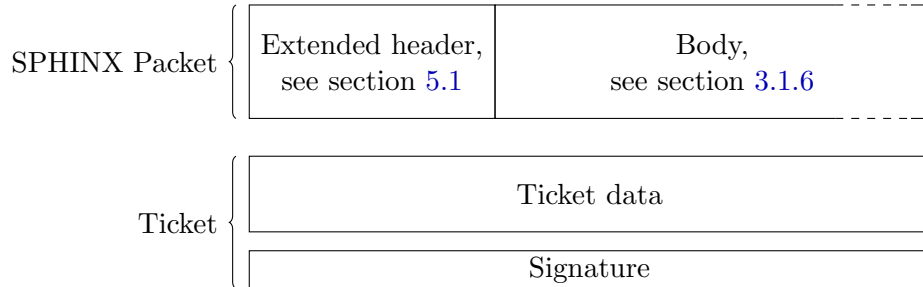 SPHINX Packet
Extended header,
see section 5.1
Body,
see section 3.1.6
Ticket
Ticket data
Signature